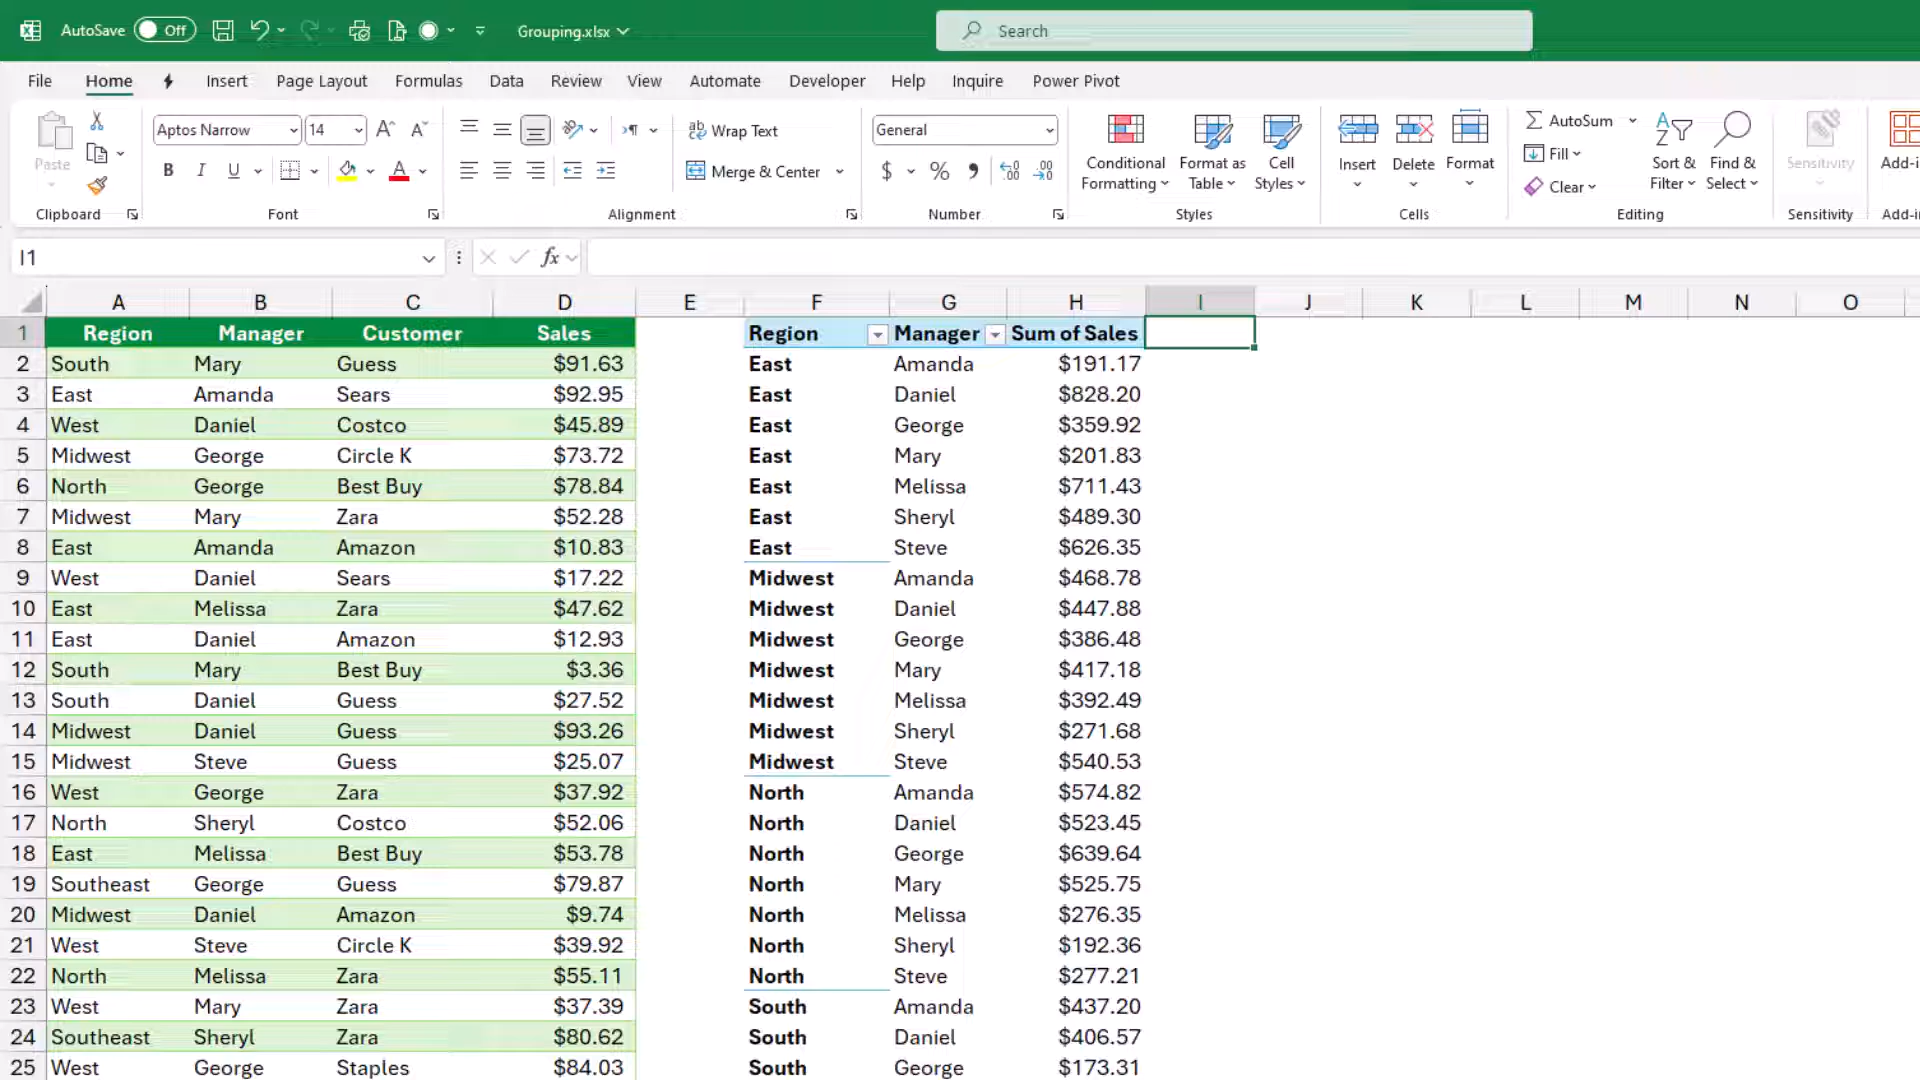 AutoSave Off Grouping.xlsx Search
File Home Insert Page Layout Formulas Data Review View Automate Developer Help Inquire Power Pivot
Paste
Clipboard
Aptos Narrow 14
B I U
Font
Wrap Text
Merge & Center
Alignment
General
$ % 9
Number
Conditional Formatting
Format as Table
Cell Styles
Styles
Insert Delete Format
Cells
AutoSum
Fill
Clear
Sort & Filter
Find & Select
Editing
Sensitivity
Sensitivity
Add-i
Add-i
I1 fx
A B C D E F G H I J K L M N O
1 Region Manager Customer Sales Region Manager Sum of Sales
2 South Mary Guess $91.63 East Amanda $191.17
3 East Amanda Sears $92.95 East Daniel $828.20
4 West Daniel Costco $45.89 East George $359.92
5 Midwest George Circle K $73.72 East Mary $201.83
6 North George Best Buy $78.84 East Melissa $711.43
7 Midwest Mary Zara $52.28 East Sheryl $489.30
8 East Amanda Amazon $10.83 East Steve $626.35
9 West Daniel Sears $17.22 Midwest Amanda $468.78
10 East Melissa Zara $47.62 Midwest Daniel $447.88
11 East Daniel Amazon $12.93 Midwest George $386.48
12 South Mary Best Buy $3.36 Midwest Mary $417.18
13 South Daniel Guess $27.52 Midwest Melissa $392.49
14 Midwest Daniel Guess $93.26 Midwest Sheryl $271.68
15 Midwest Steve Guess $25.07 Midwest Steve $540.53
16 West George Zara $37.92 North Amanda $574.82
17 North Sheryl Costco $52.06 North Daniel $523.45
18 East Melissa Best Buy $53.78 North George $639.64
19 Southeast George Guess $79.87 North Mary $525.75
20 Midwest Daniel Amazon $9.74 North Melissa $276.35
21 West Steve Circle K $39.92 North Sheryl $192.36
22 North Melissa Zara $55.11 North Steve $277.21
23 West Mary Zara $37.39 South Amanda $437.20
24 Southeast Sheryl Zara $80.62 South Daniel $406.57
25 West George Staples $84.03 South George $173.31